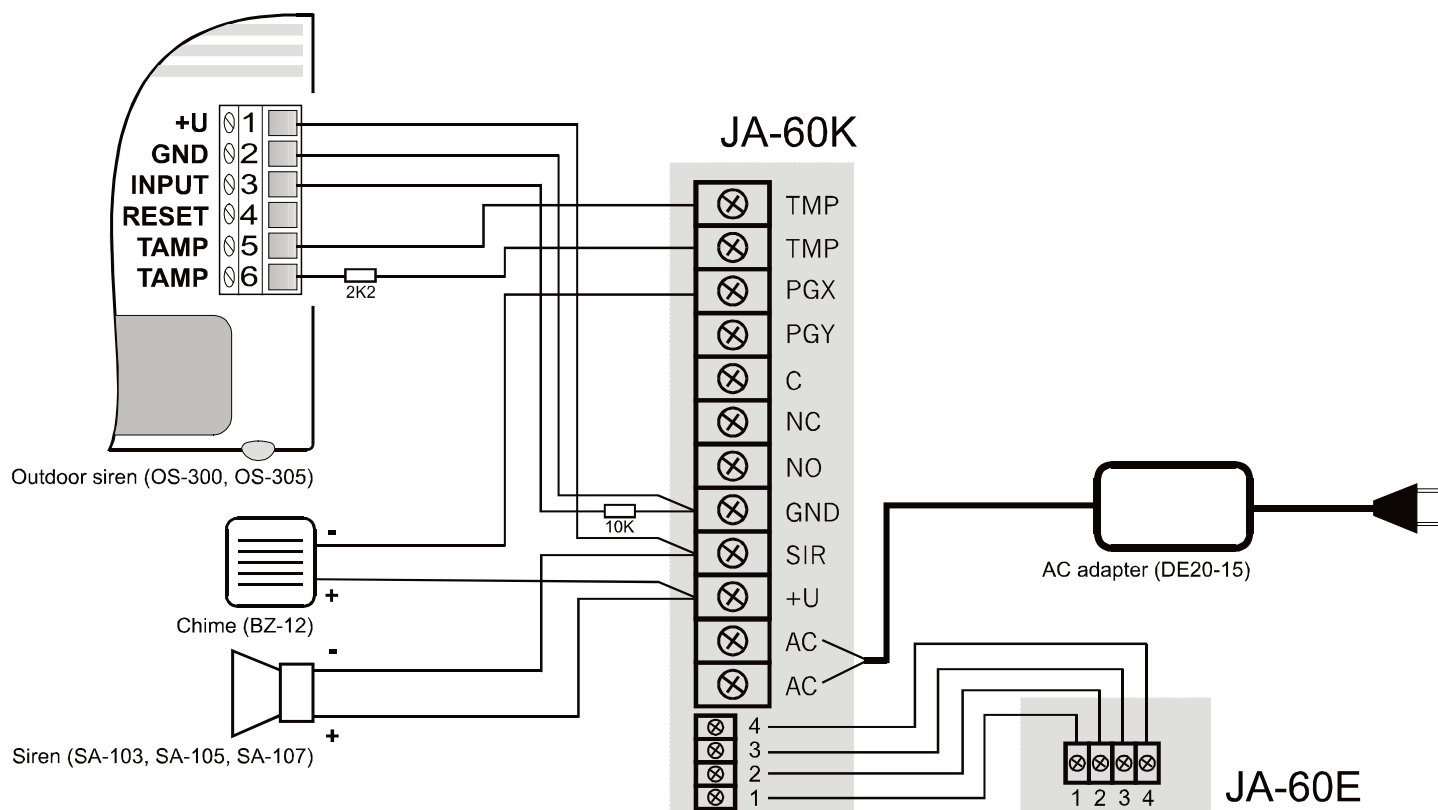 +U 1
GND 2
INPUT 3
RESET 4
TAMP 5
TAMP 6
2K2
Outdoor siren (OS-300, OS-305)
-
+
Chime (BZ-12)
-
+
Siren (SA-103, SA-105, SA-107)
10K
JA-60K
TMP
TMP
PGX
PGY
C
NC
NO
GND
SIR
+U
AC
AC
4
3
2
1
AC adapter (DE20-15)
1 2 3 4
JA-60E